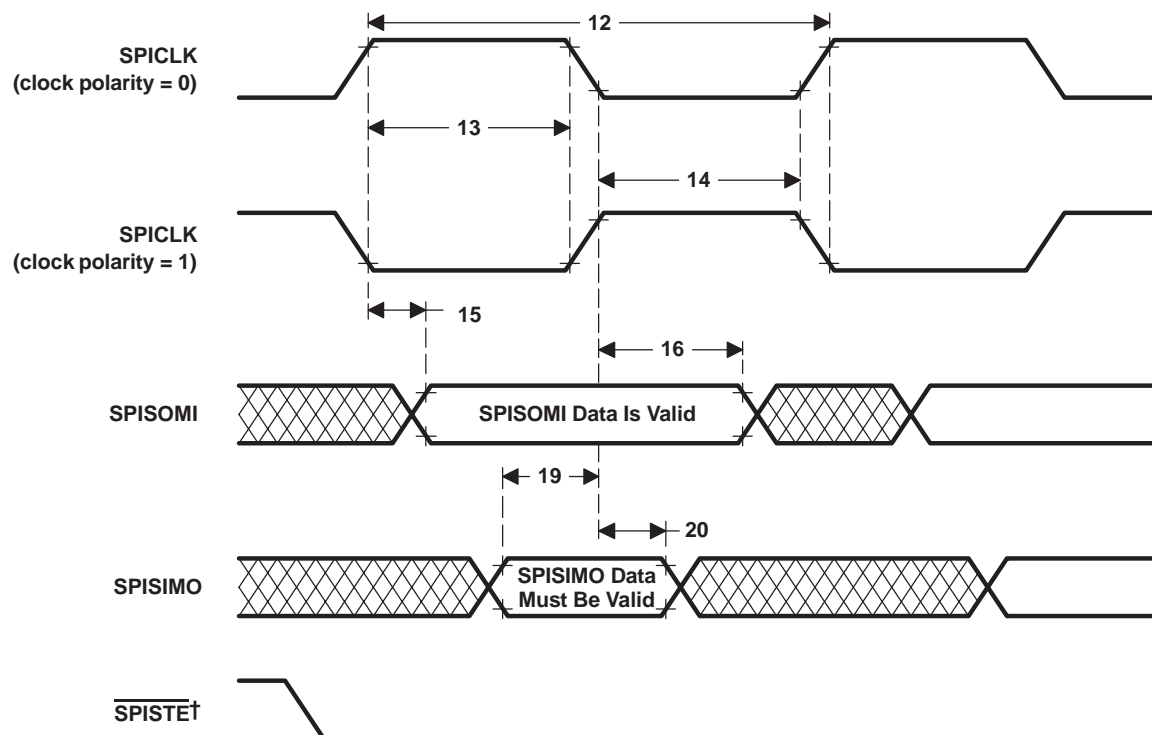 12
SPICLK
(clock polarity = 0)
13
14
SPICLK
(clock polarity = 1)
15
16
SPISOMI
SPISOMI Data Is Valid
19
20
SPISIMO
SPISIMO Data
Must Be Valid
SPISTE†